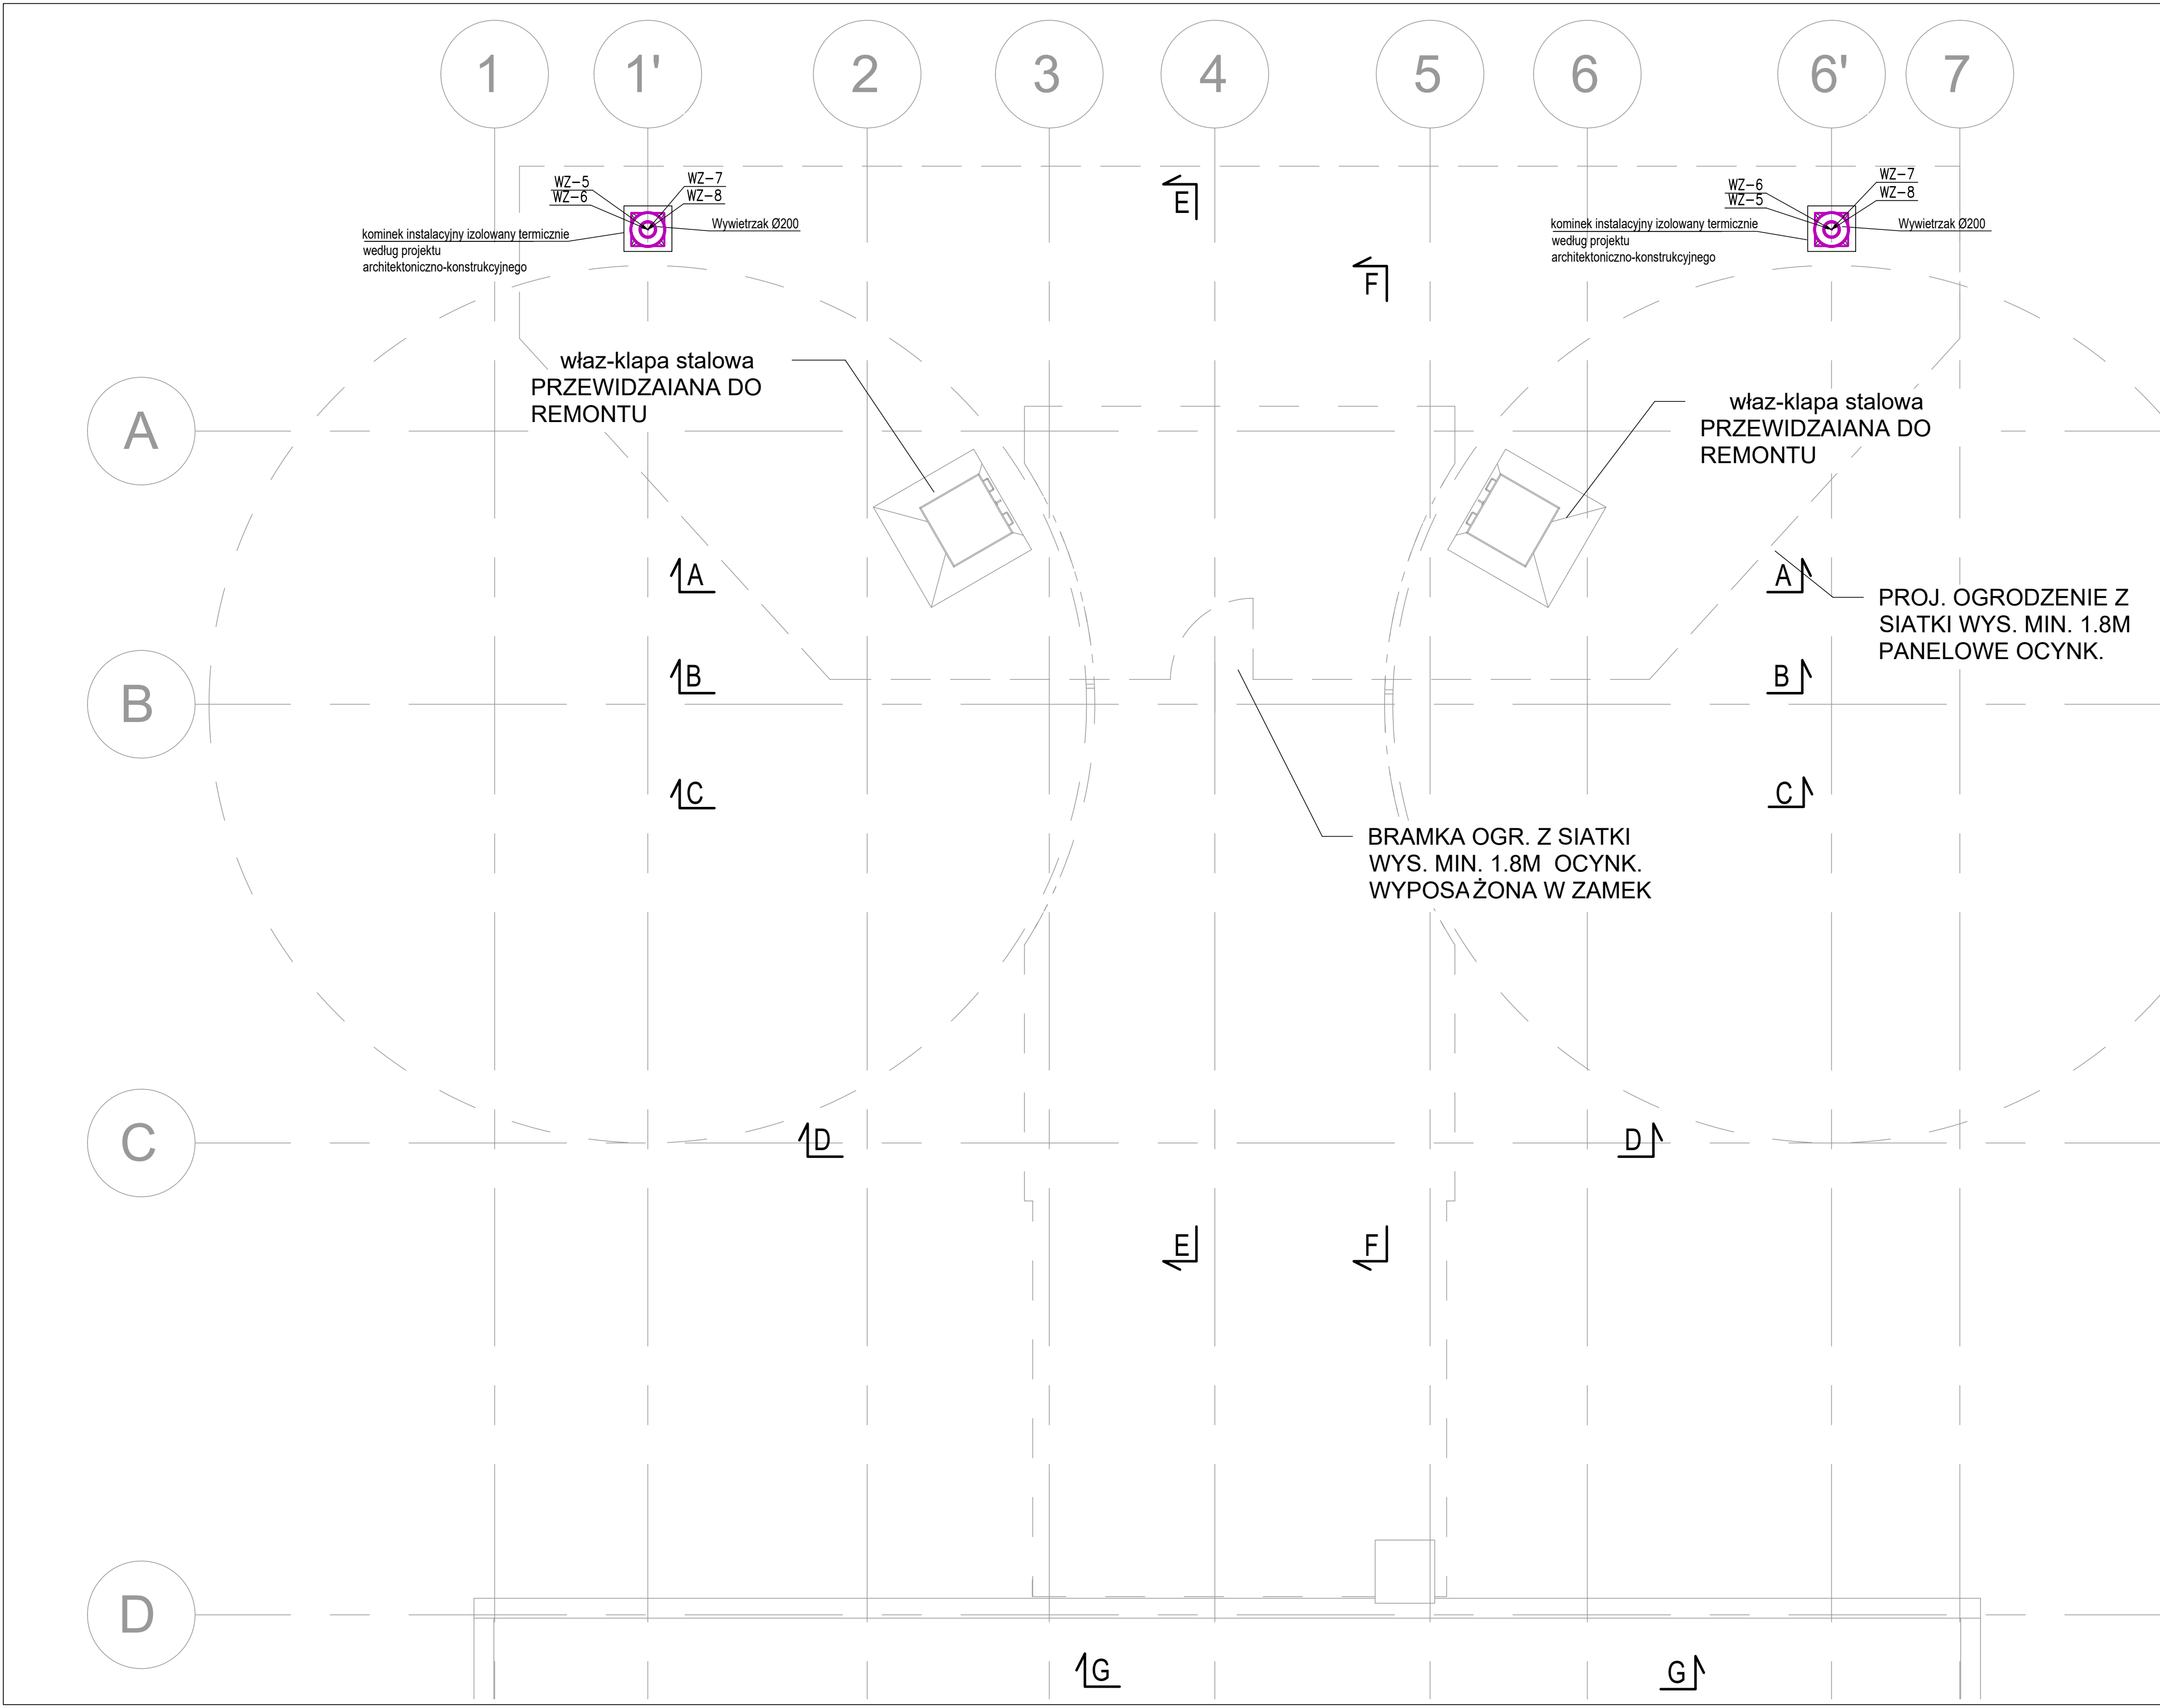 1 1' 2 3 4 5 6 6' 7
WZ-5
WZ-6
WZ-7
WZ-8
Wywietrzak Ø200
kominek instalacyjny izolowany termicznie
według projektu
architektoniczno-konstrukcyjnego
E
WZ-6
WZ-5
WZ-7
WZ-8
Wywietrzak Ø200
kominek instalacyjny izolowany termicznie
według projektu
architektoniczno-konstrukcyjnego
F
właz-klapa stalowa
PRZEWIDZAIANA DO
REMONTU
właz-klapa stalowa
PRZEWIDZAIANA DO
REMONTU
A
A
A
PROJ. OGRODZENIE Z
SIATKI WYS. MIN. 1.8M
PANELOWE OCYNK.
B
B
B
C
C
BRAMKA OGR. Z SIATKI
WYS. MIN. 1.8M OCYNK.
WYPOSAŻONA W ZAMEK
C
D
D
E
F
D
G
G